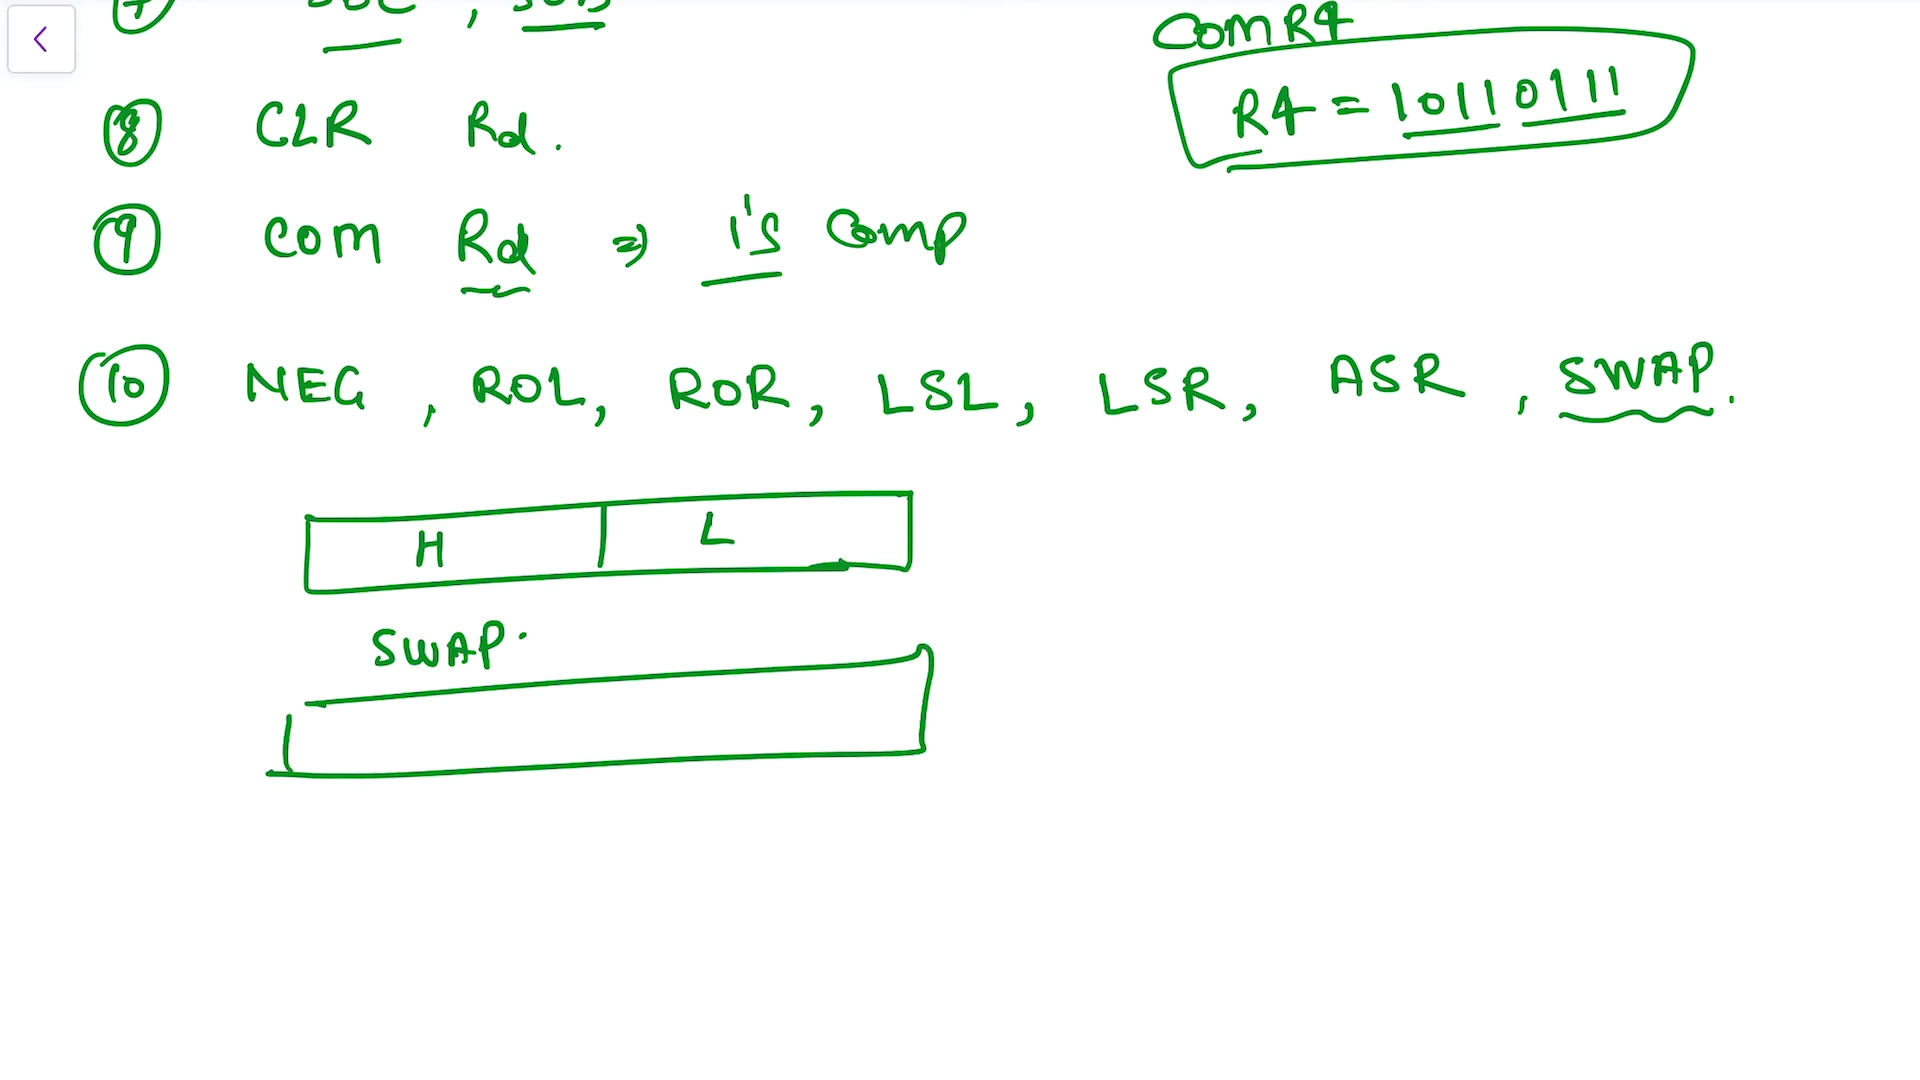 COM R4
R4 = 10110111
8 CLR Rd.
9 COM Rd ⇒ 1's Comp
10 NEG, ROL, ROR, LSL, LSR, ASR, SWAP.
H L
SWAP.